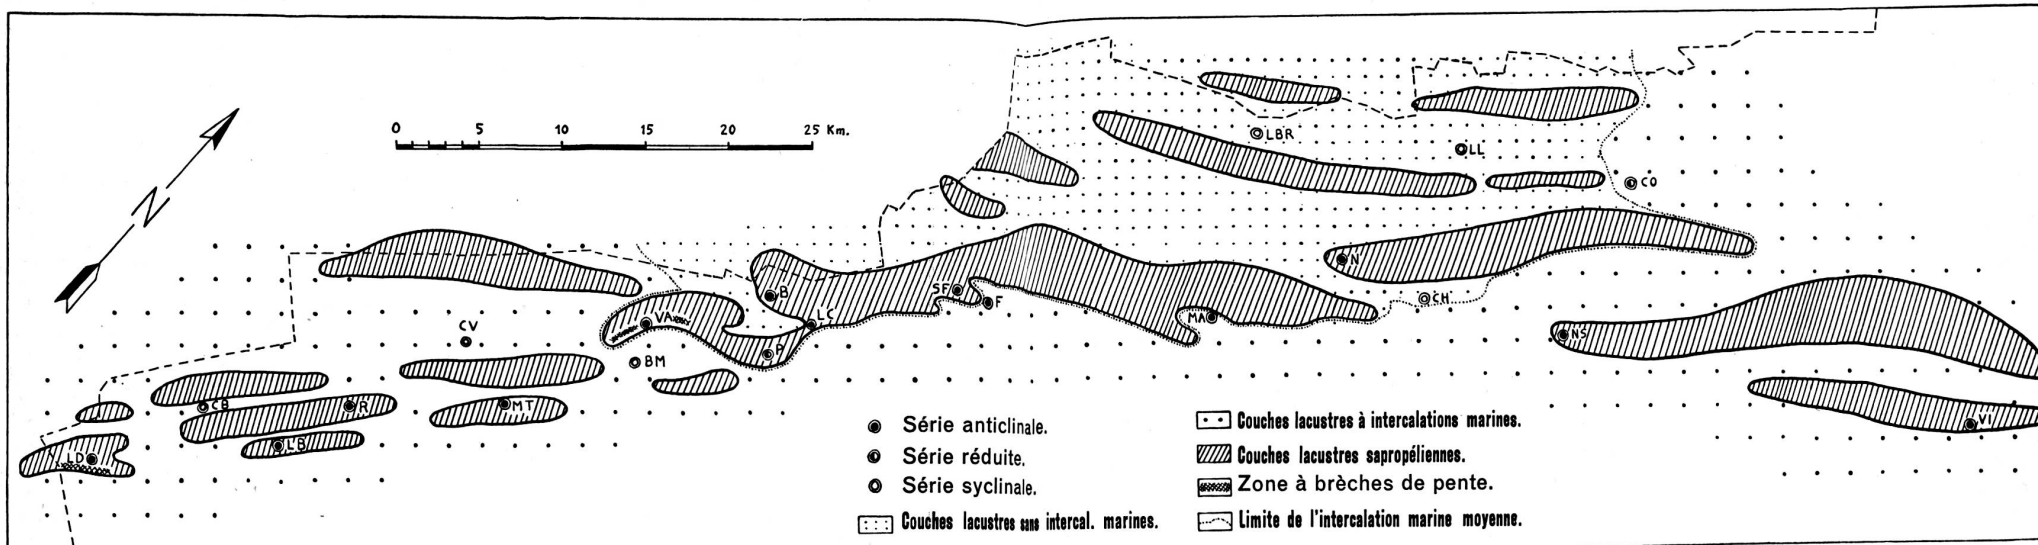 0 5 10 15 20 25 Km.
N
LBR
LL
CO
N
CH
B
SF
F
LC
VA
MA
P
CV
BM
NS
CB
R
MT
L'B
LD
VI
Série anticlinale.
Série réduite.
Série syclinale.
Couches lacustres sans intercal. marines.
Couches lacustres à intercalations marines.
Couches lacustres sapropéliennes.
Zone à brèches de pente.
Limite de l'intercalation marine moyenne.